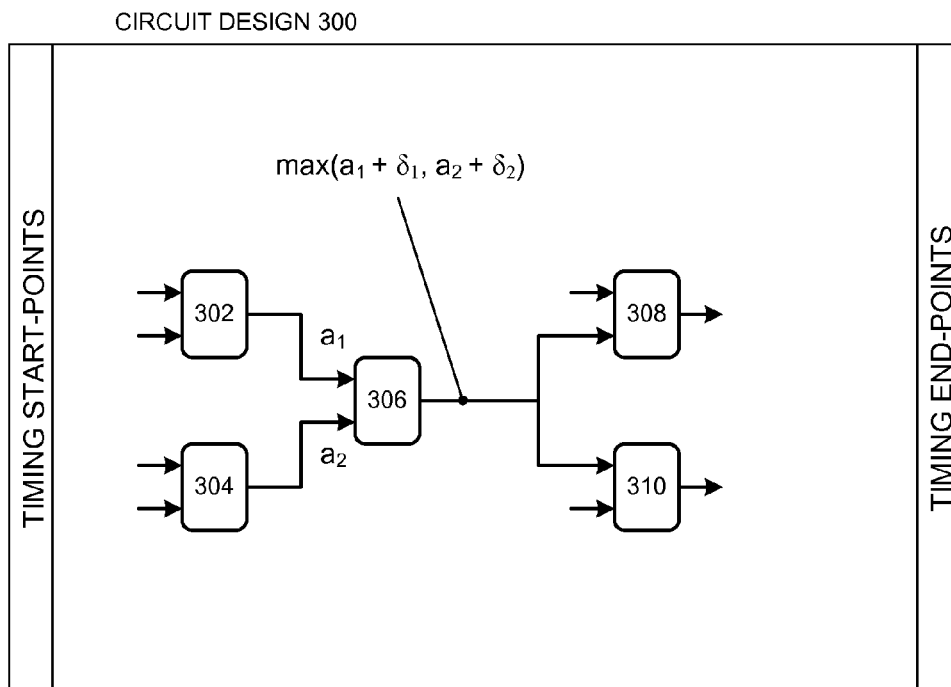 CIRCUIT DESIGN 300
TIMING START-POINTS
max(a₁ + δ₁, a₂ + δ₂)
302
308
a₁
306
a₂
304
310
TIMING END-POINTS